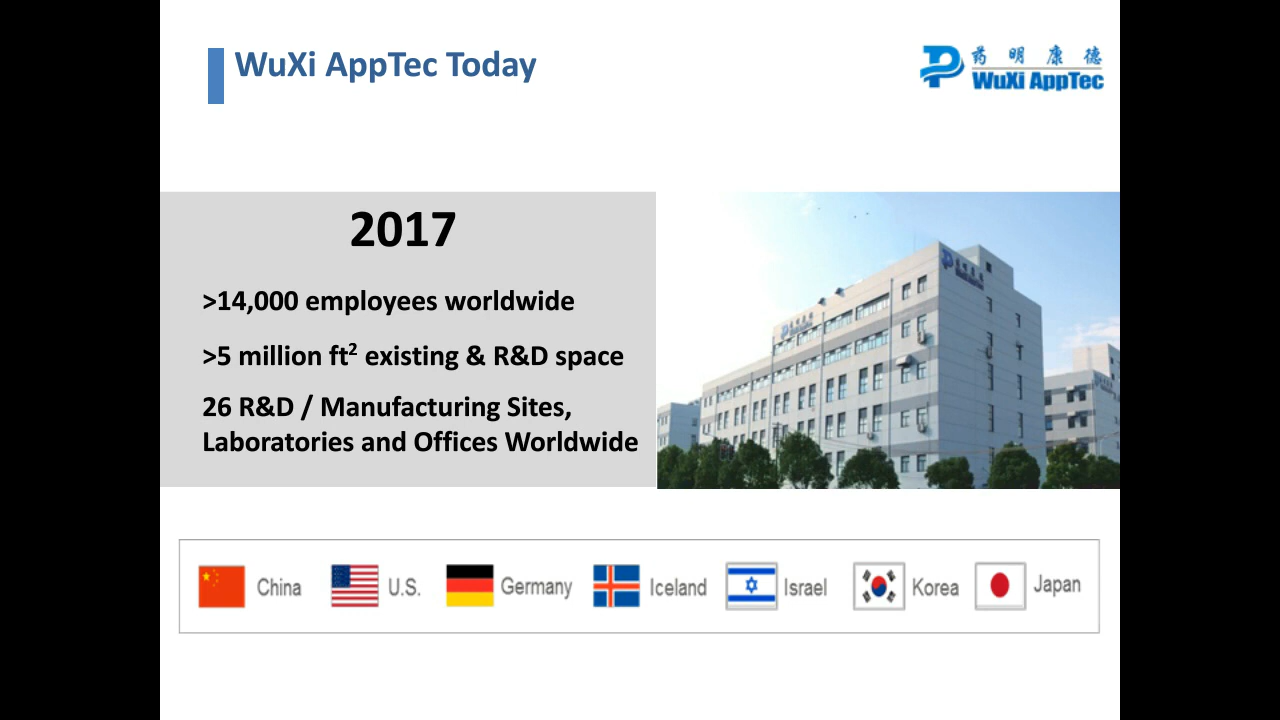 WuXi AppTec Today
药明康德
WuXi AppTec
2017
>14,000 employees worldwide
>5 million ft² existing & R&D space
26 R&D / Manufacturing Sites,
Laboratories and Offices Worldwide
China U.S. Germany Iceland Israel Korea Japan